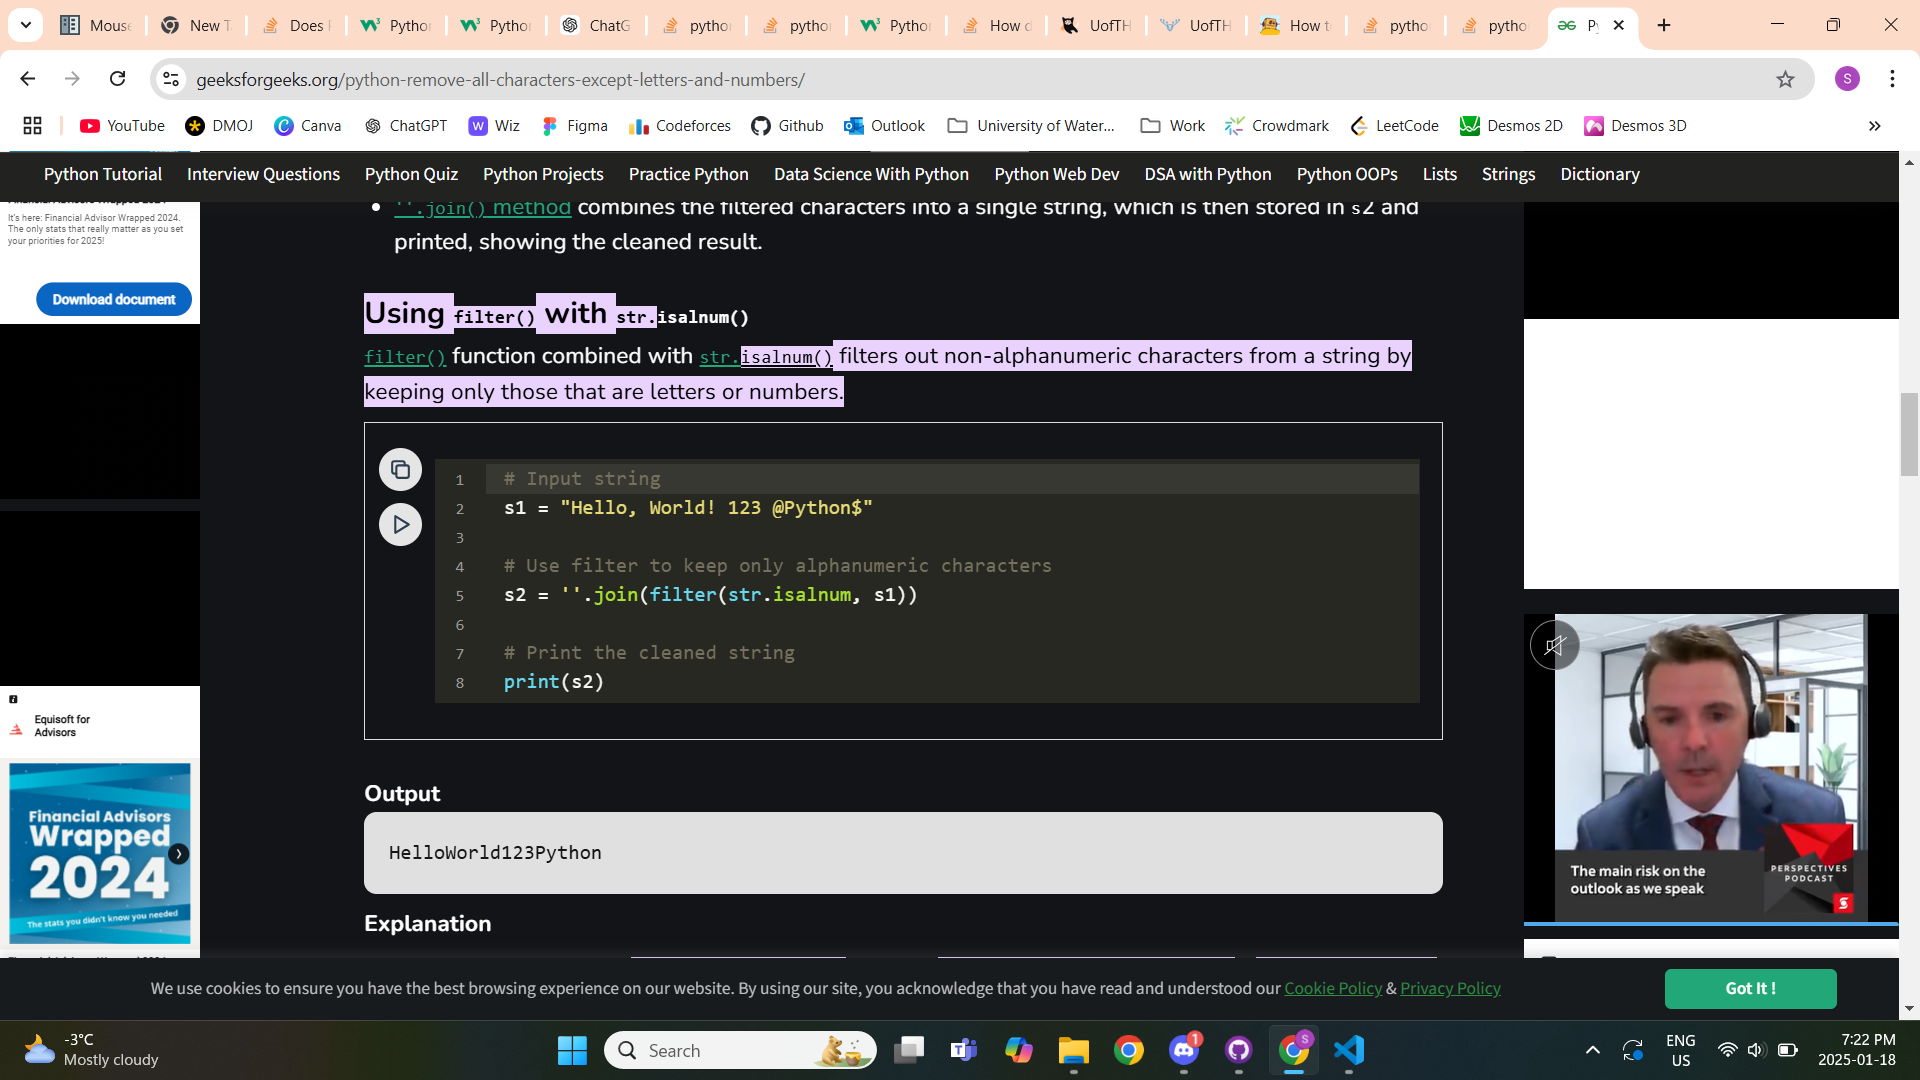 Mouse
New T
Does P
Python
Python
ChatG
pytho
pytho
Python
How d
UofTH
UofTH
How t
pytho
pytho
Py
geeksforgeeks.org/python-remove-all-characters-except-letters-and-numbers/
S
YouTube
DMOJ
Canva
ChatGPT
Wiz
Figma
Codeforces
Github
Outlook
University of Water...
Work
Crowdmark
LeetCode
Desmos 2D
Desmos 3D
Python Tutorial
Interview Questions
Python Quiz
Python Projects
Practice Python
Data Science With Python
Python Web Dev
DSA with Python
Python OOPs
Lists
Strings
Dictionary
It's here: Financial Advisor Wrapped 2024.
The only stats that really matter as you set
your priorities for 2025!
Download document
''.join() method combines the filtered characters into a single string, which is then stored in s2 and
printed, showing the cleaned result.
Using filter() with str.isalnum()
filter() function combined with str.isalnum() filters out non-alphanumeric characters from a string by
keeping only those that are letters or numbers.
1 # Input string
2 s1 = "Hello, World! 123 @Python$"
3
4 # Use filter to keep only alphanumeric characters
5 s2 = ''.join(filter(str.isalnum, s1))
6
7 # Print the cleaned string
8 print(s2)
Output
HelloWorld123Python
Explanation
Equisoft for
Advisors
Financial Advisors
Wrapped
2024
The stats you didn't know you needed
The main risk on the
outlook as we speak
PERSPECTIVES
PODCAST
We use cookies to ensure you have the best browsing experience on our website. By using our site, you acknowledge that you have read and understood our Cookie Policy & Privacy Policy
Got It !
-3°C
Mostly cloudy
Search
1
S
ENG
US
7:22 PM
2025-01-18